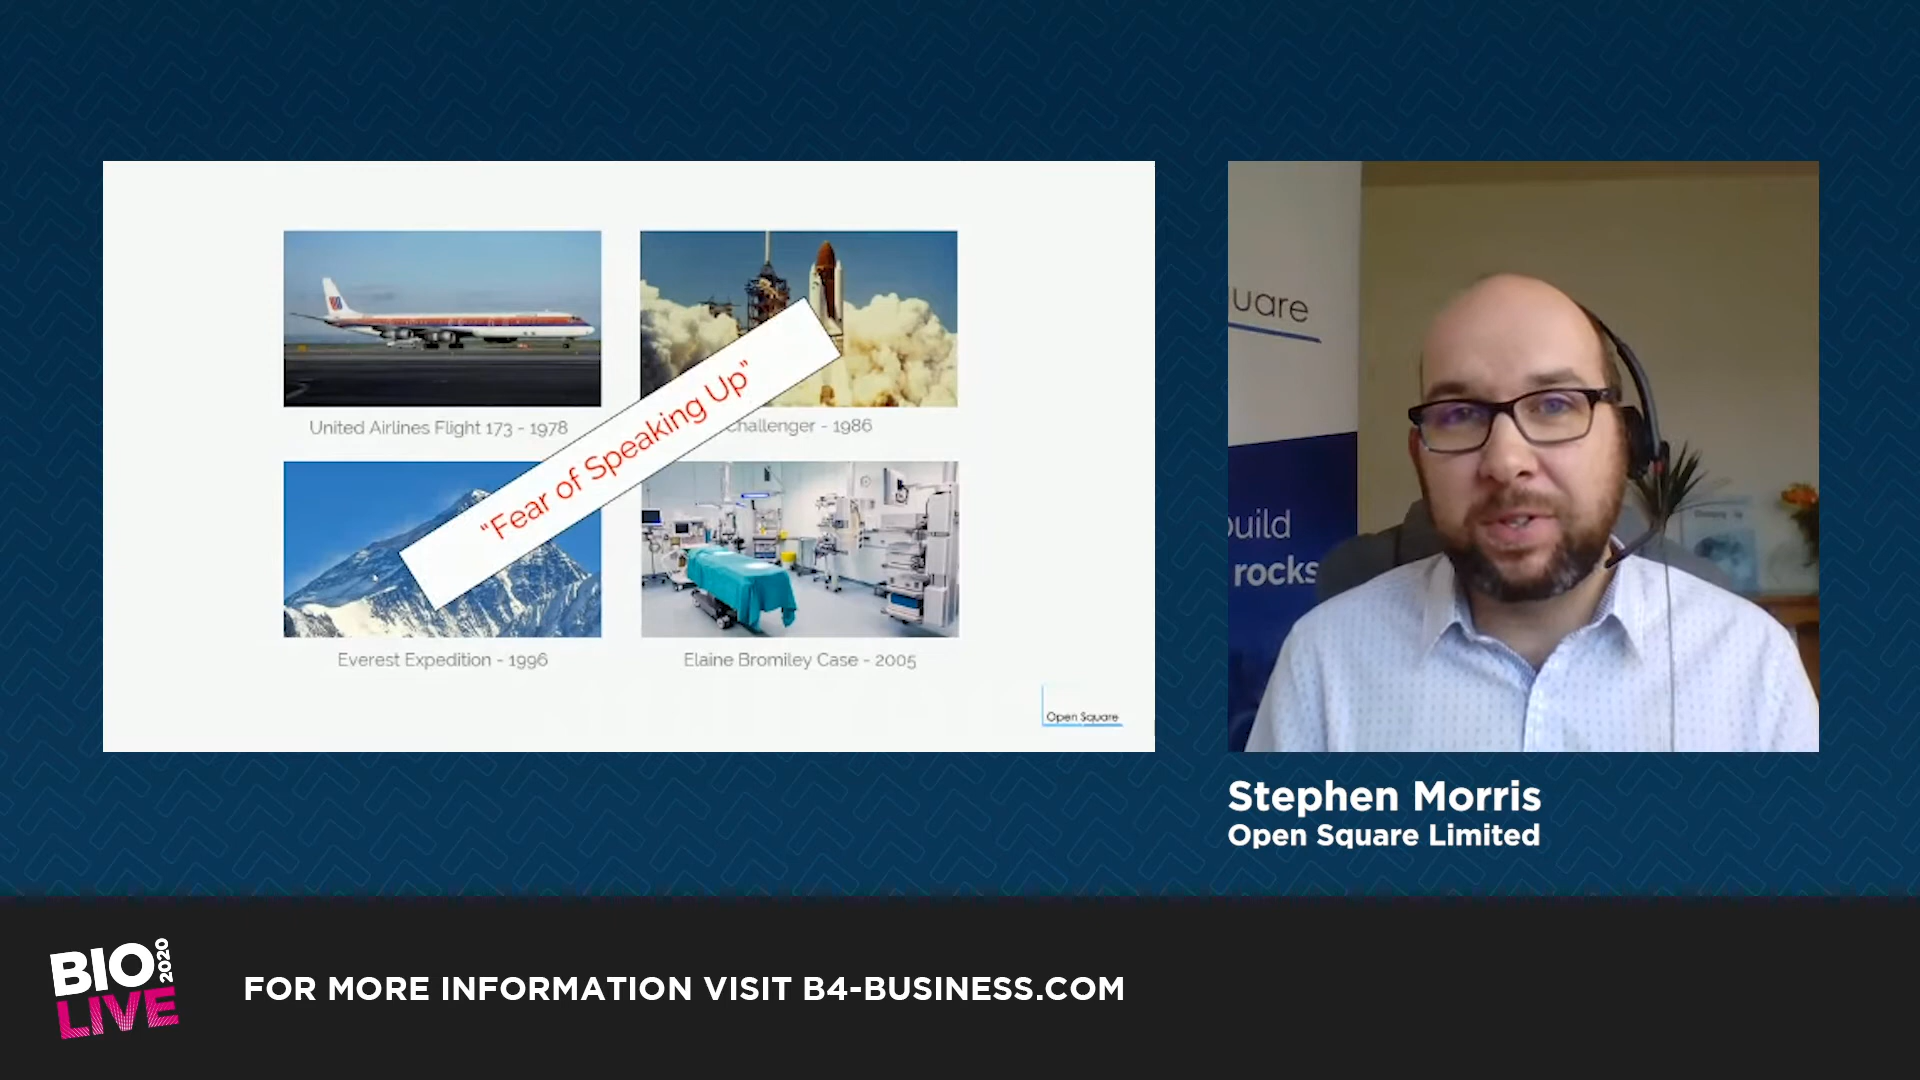 United Airlines Flight 173 - 1978
Challenger - 1986
"Fear of Speaking Up"
Everest Expedition - 1996
Elaine Bromiley Case - 2005
Open Square
uare
uild
rocks
Stephen Morris
Open Square Limited
BIO 2020
LIVE
FOR MORE INFORMATION VISIT B4-BUSINESS.COM